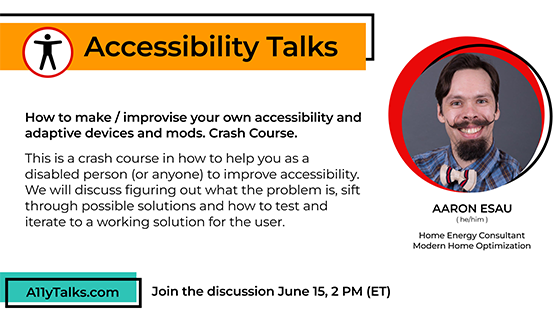 Accessibility Talks
How to make / improvise your own accessibility and
adaptive devices and mods. Crash Course.
This is a crash course in how to help you as a
disabled person (or anyone) to improve accessibility.
We will discuss figuring out what the problem is, sift
through possible solutions and how to test and
iterate to a working solution for the user.
AARON ESAU
( he/him )
Home Energy Consultant
Modern Home Optimization
A11yTalks.com
Join the discussion June 15, 2 PM (ET)